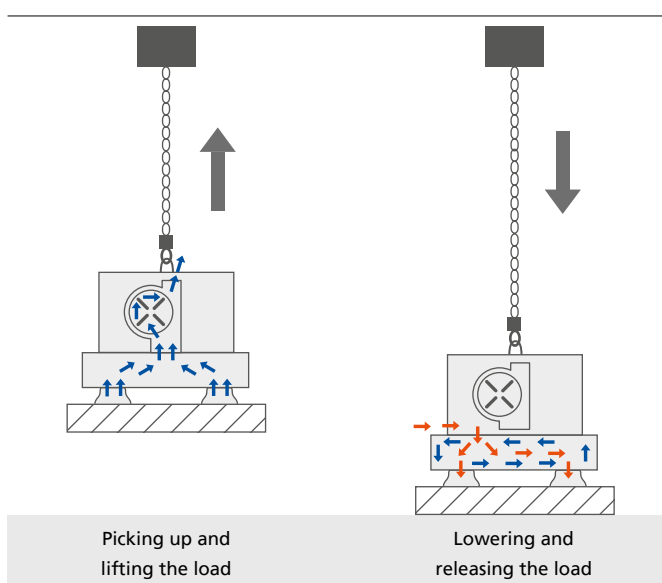 Picking up and
lifting the load
Lowering and
releasing the load